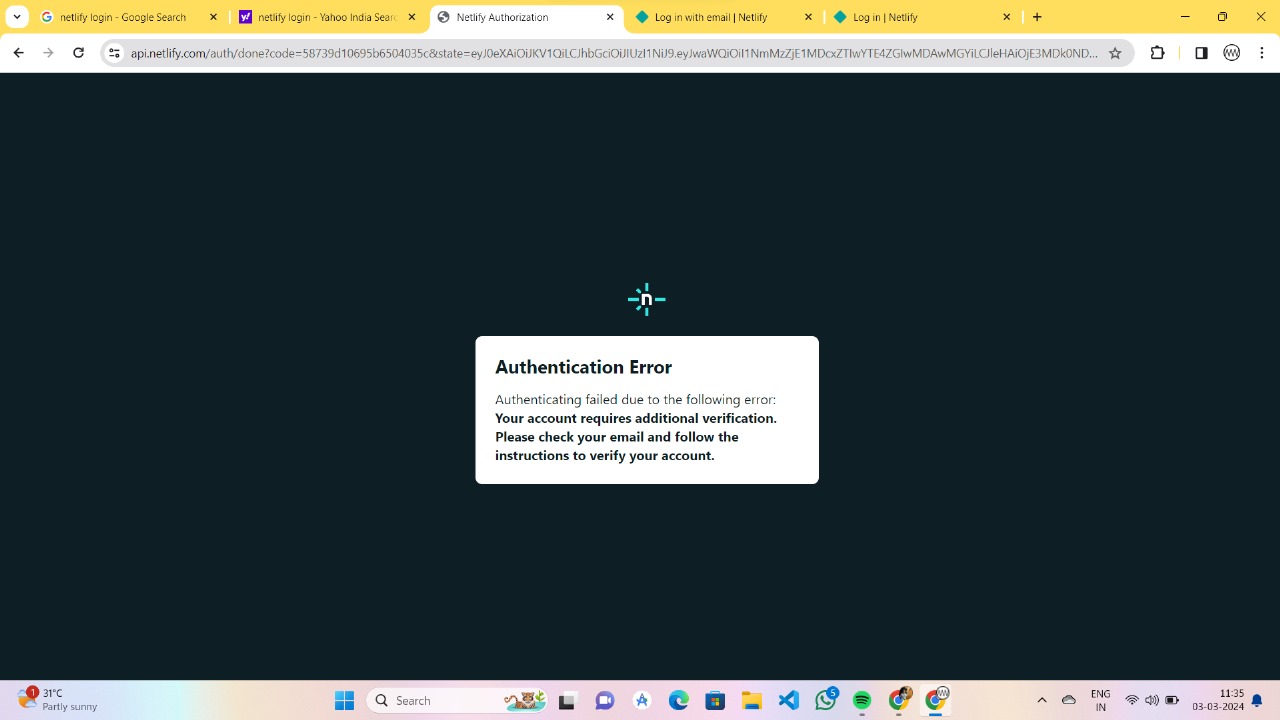 netlify login - Google Search
netlify login - Yahoo India Sear
Netlify Authorization
Log in with email | Netlify
Log in | Netlify
api.netlify.com/auth/done?code=58739d10695b6504035c&state=eyJ0eXAiOiJKV1QiLCJhbGciOiJIUzI1NiJ9.eyJwaWQiOiI1NmMzZjE1MDcxZTIwYTE4ZGIwMDAwMGYiLCJleHAiOjE3MDk0ND...
n
Authentication Error
Authenticating failed due to the following error:
Your account requires additional verification.
Please check your email and follow the
instructions to verify your account.
1
31°C
Partly sunny
Search
5
ENG
IN
11:35
03-03-2024